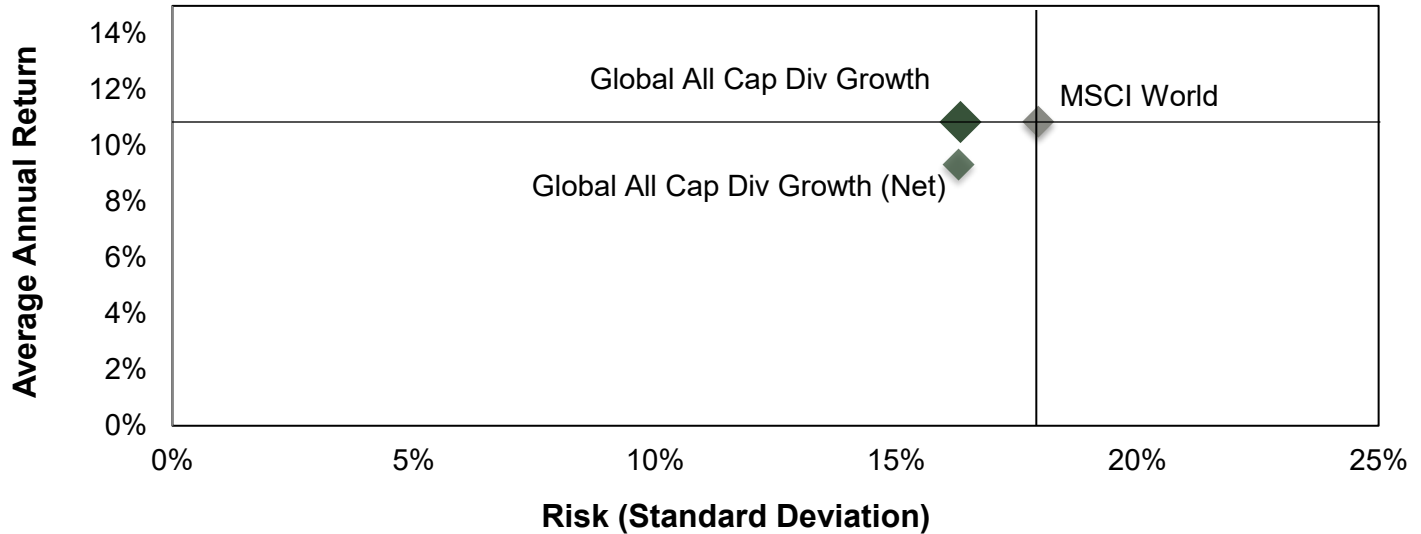 Average Annual Return
14%
12%
10%
8%
6%
4%
2%
0%
Global All Cap Div Growth
MSCI World
Global All Cap Div Growth (Net)
0%
5%
10%
15%
20%
25%
Risk (Standard Deviation)